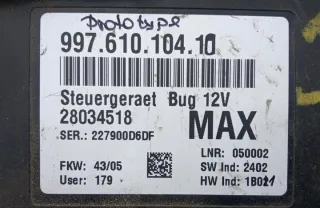 Prototype
997.610.104.10
Steuergeraet Bug 12V
28034518
MAX
SER.: 227900D6DF
LNR: 050002
FKW: 43/05
SW Ind: 2402
User: 179
HW Ind: 1B021